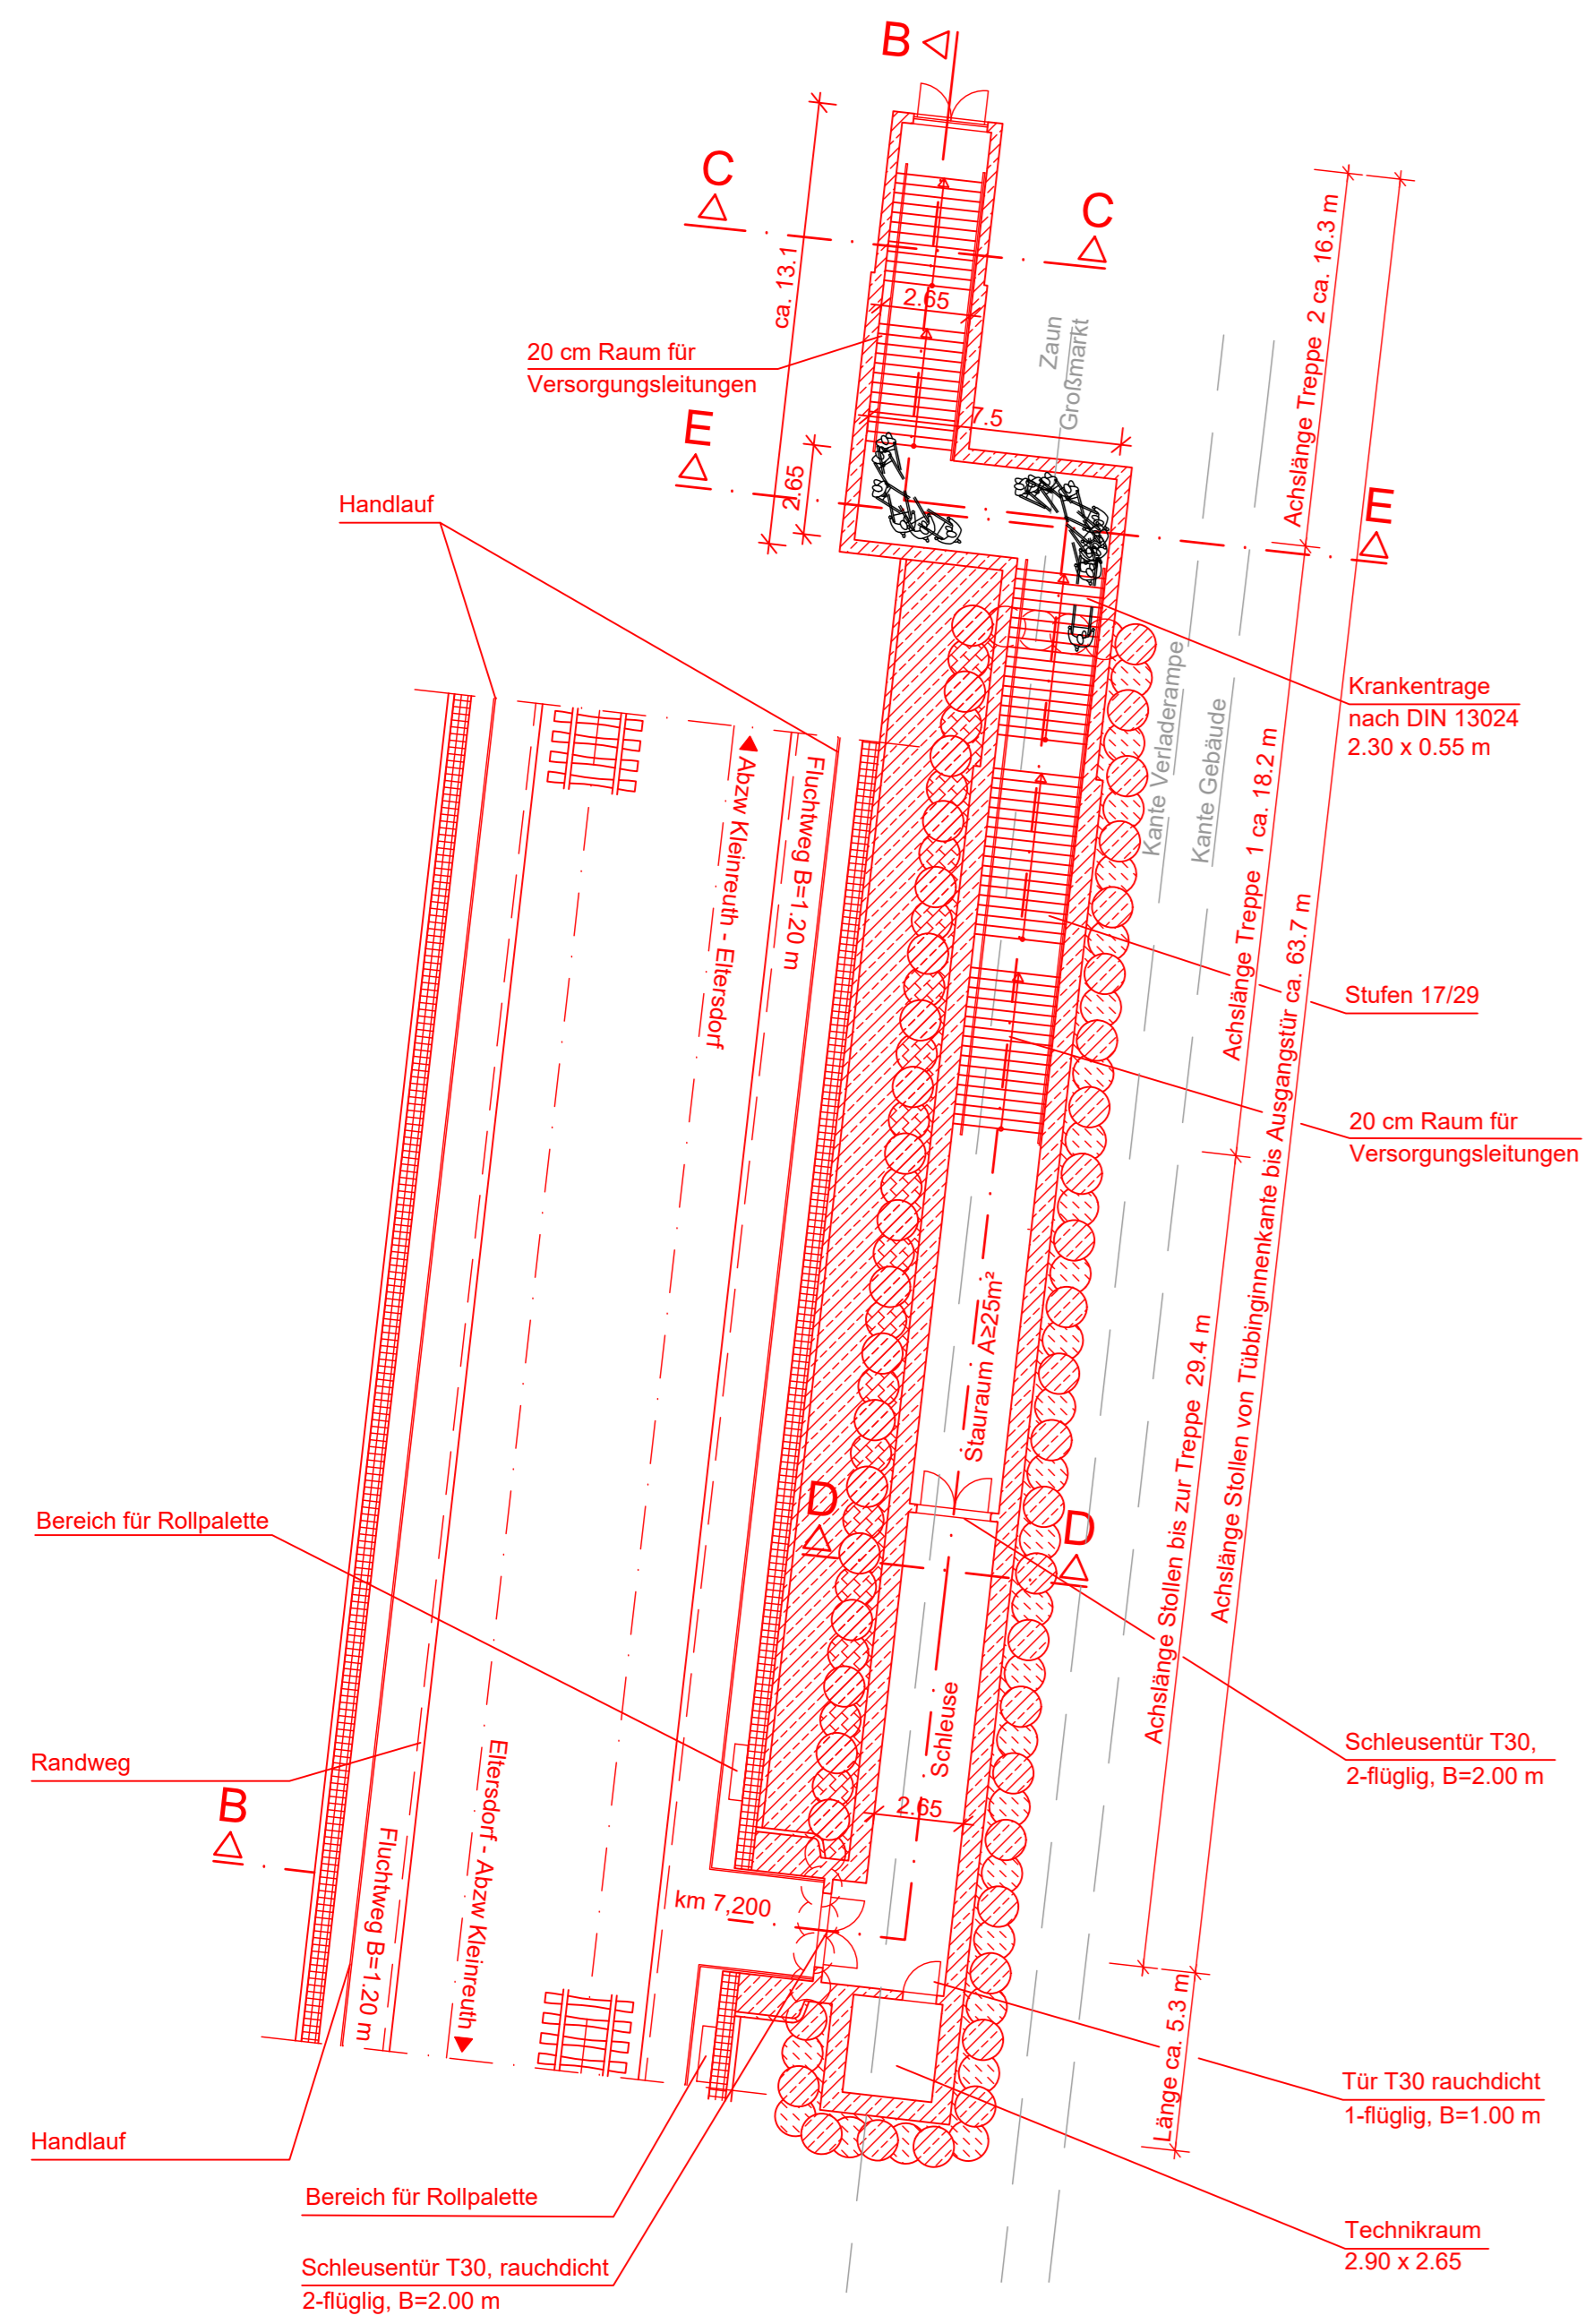 B
C
C
ca. 13.1
2.65
Zaun
Großmarkt
20 cm Raum für
Versorgungsleitungen
7.5
E
2.65
E
Achslänge Treppe 2 ca. 16.3 m
Handlauf
Krankentrage
nach DIN 13024
2.30 x 0.55 m
Kante Verladerampe
Kante Gebäude
Abzw Kleinreuth - Eltersdorf
Fluchtweg B=1.20 m
Achslänge Treppe 1 ca. 18.2 m
Stufen 17/29
20 cm Raum für
Versorgungsleitungen
Achslänge Stollen von Tübbinginnenkante bis Ausgangstür ca. 63.7 m
Stauraum A≥25m²
Achslänge Stollen bis zur Treppe 29.4 m
D
D
Bereich für Rollpalette
Schleuse
Schleusentür T30,
2-flüglig, B=2.00 m
Randweg
B
2.65
Eltersdorf - Abzw Kleinreuth
Fluchtweg B=1.20 m
km 7,200
Länge ca. 5.3 m
Tür T30 rauchdicht
1-flüglig, B=1.00 m
Handlauf
Bereich für Rollpalette
Technikraum
2.90 x 2.65
Schleusentür T30, rauchdicht
2-flüglig, B=2.00 m